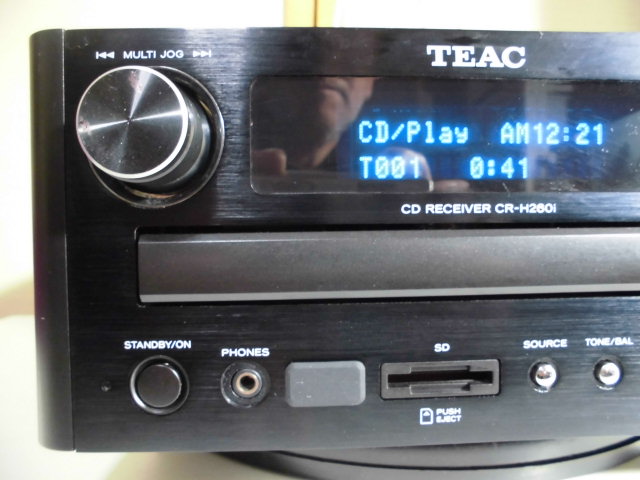 MULTI JOG
TEAC
CD/Play AM12:21
T001 0:41
CD RECEIVER CR-H260i
STANDBY/ON
PHONES
SD
SOURCE
TONE/BAL
PUSH
EJECT